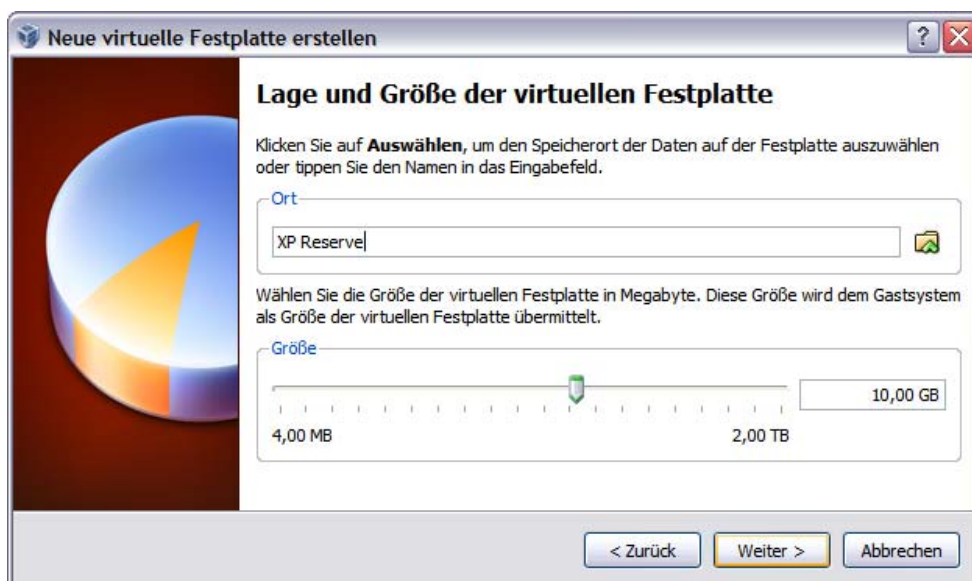 Neue virtuelle Festplatte erstellen
Lage und Größe der virtuellen Festplatte
Klicken Sie auf Auswählen, um den Speicherort der Daten auf der Festplatte auszuwählen
oder tippen Sie den Namen in das Eingabefeld.
Ort
XP Reserve
Wählen Sie die Größe der virtuellen Festplatte in Megabyte. Diese Größe wird dem Gastsystem
als Größe der virtuellen Festplatte übermittelt.
Größe
10,00 GB
4,00 MB 2,00 TB
< Zurück Weiter > Abbrechen